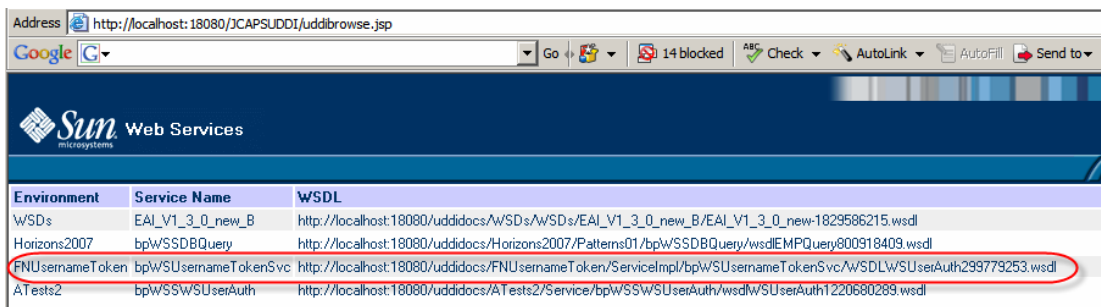 Address http://localhost:18080/JCAPSUDDI/uddibrowse.jsp
Google G Go 14 blocked ABC Check AutoLink AutoFill Send to
Sun microsystems Web Services
Environment Service Name WSDL
WSDs EAI_V1_3_0_new_B http://localhost:18080/uddidocs/WSDs/WSDs/EAI_V1_3_0_new_B/EAI_V1_3_0_new-1829586215.wsdl
Horizons2007 bpWSSDBQuery http://localhost:18080/uddidocs/Horizons2007/Patterns01/bpWSSDBQuery/wsdlEMPQuery800918409.wsdl
FNUsernameToken bpWSUsernameTokenSvc http://localhost:18080/uddidocs/FNUsernameToken/ServiceImpl/bpWSUsernameTokenSvc/WSDLWSUserAuth299779253.wsdl
ATests2 bpWSSWSUserAuth http://localhost:18080/uddidocs/ATests2/Service/bpWSSWSUserAuth/wsdlWSUserAuth1220680289.wsdl